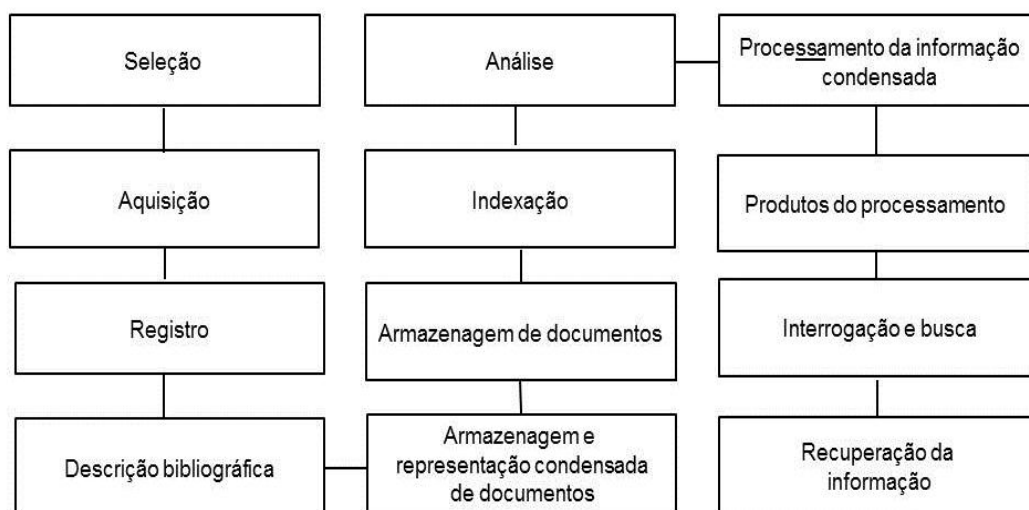 Seleção
Aquisição
Registro
Descrição bibliográfica
Análise
Indexação
Armazenagem de documentos
Armazenagem e
representação condensada
de documentos
Processamento da informação
condensada
Produtos do processamento
Interrogação e busca
Recuperação da
informação